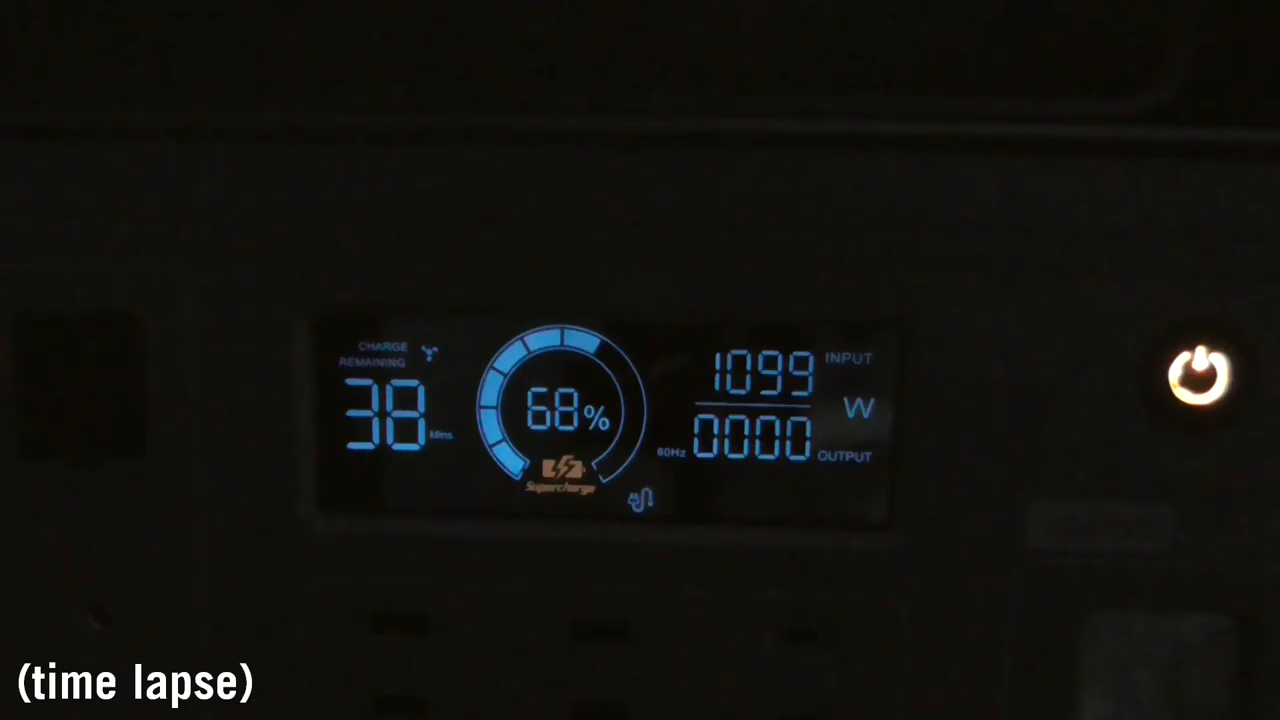 CHARGE
REMAINING
38 Mins
68%
Supercharge
1099 INPUT
W
60Hz 0000 OUTPUT
(time lapse)